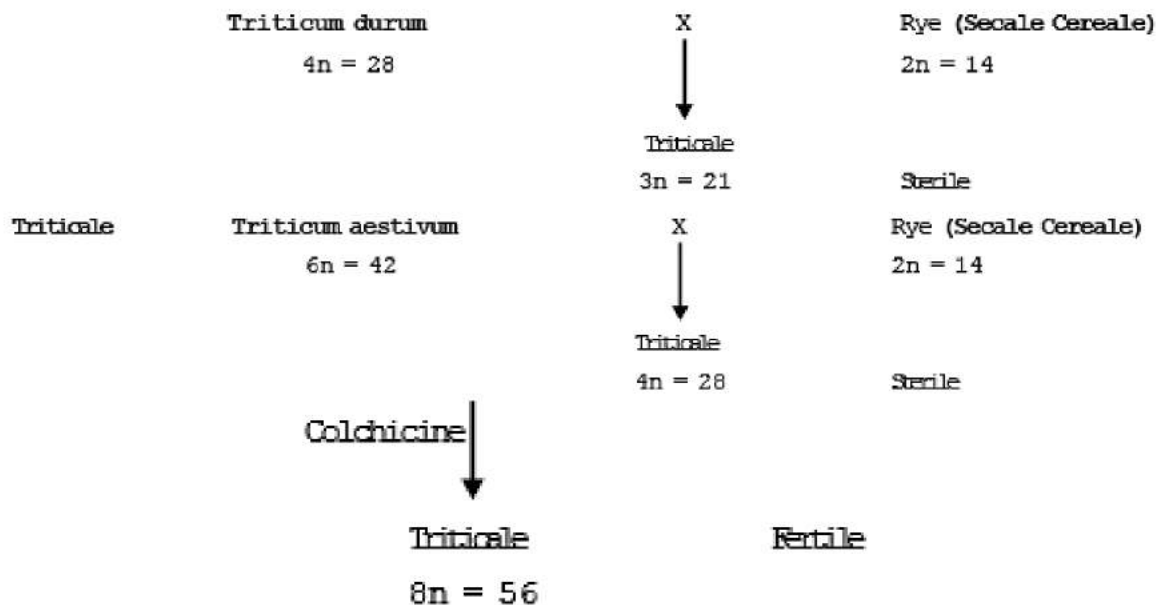 Triticum durum X Rye (Secale Cereale)
4n = 28 2n = 14
Triticale
3n = 21 Sterile
Triticale Triticum aestivum X Rye (Secale Cereale)
6n = 42 2n = 14
Triticale
4n = 28 Sterile
Colchicine
Triticale Fertile
8n = 56